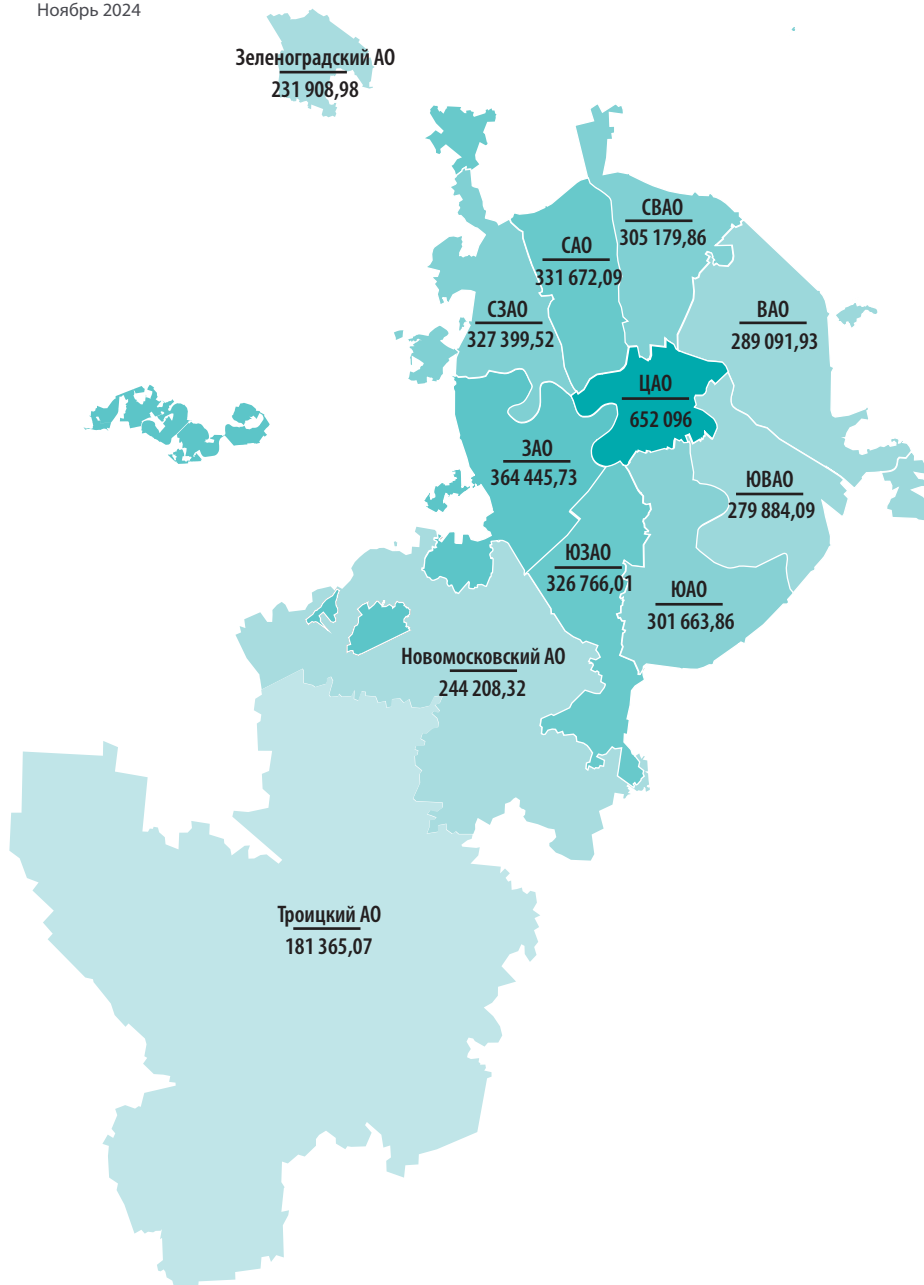 Ноябрь 2024
Зеленоградский АО
231 908,98
СВАО
305 179,86
САО
331 672,09
СЗАО
327 399,52
ВАО
289 091,93
ЦАО
652 096
ЗАО
364 445,73
ЮВАО
279 884,09
ЮЗАО
326 766,01
ЮАО
301 663,86
Новомосковский АО
244 208,32
Троицкий АО
181 365,07